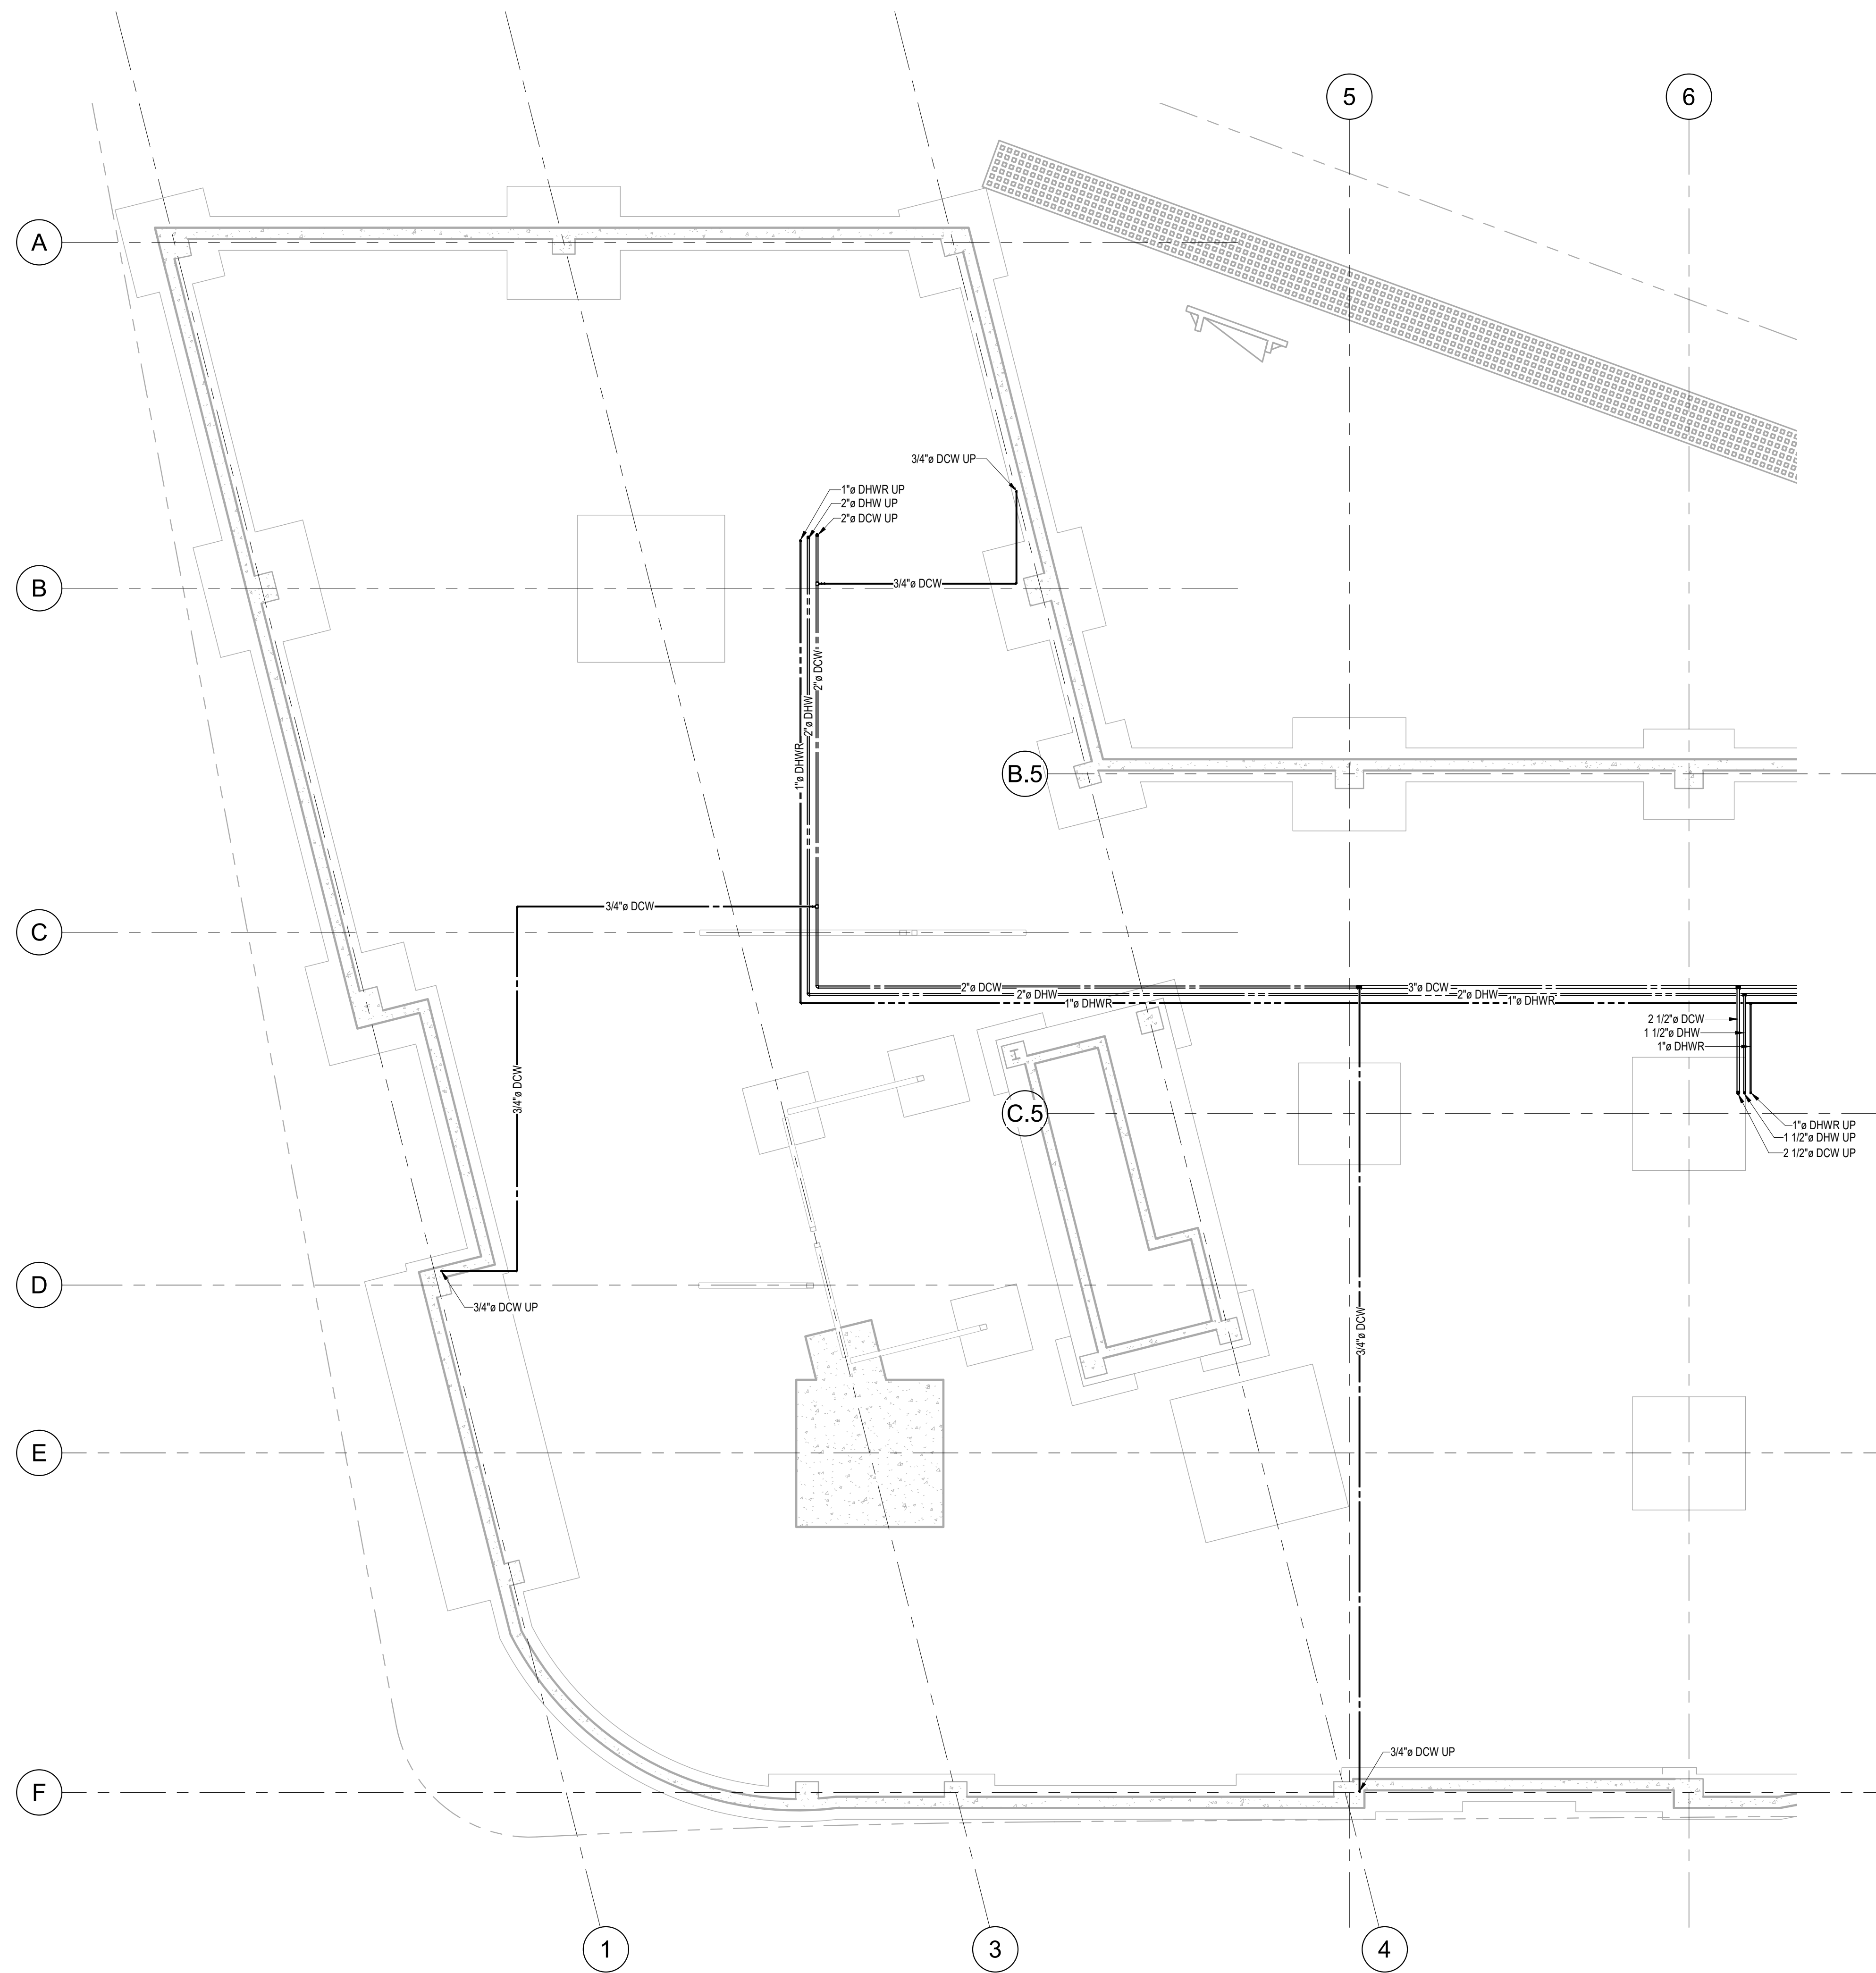 5
6
A
3/4"ø DCW UP
1"ø DHWR UP
2"ø DHW UP
2"ø DCW UP
B
3/4"ø DCW
2"ø DCW
2"ø DHW
1"ø DHWR
B.5
3/4"ø DCW
C
2"ø DCW
3"ø DCW
2"ø DHW
2"ø DHW
1"ø DHWR
1"ø DHWR
2 1/2"ø DCW
1 1/2"ø DHW
1"ø DHWR
3/4"ø DCW
C.5
1"ø DHWR UP
1 1/2"ø DHW UP
2 1/2"ø DCW UP
D
3/4"ø DCW UP
3/4"ø DCW
E
3/4"ø DCW UP
F
1
3
4